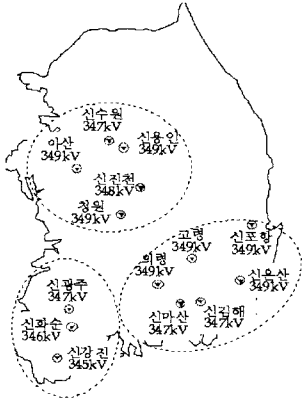 신수원
347kV
신용인
349kV
아산
349kV
신진천
348kV
청원
349kV
고령
349kV
신포항
349kV
의령
349kV
신울산
349kV
신마산
347kV
신김해
347kV
신광주
347kV
신화순
346kV
신강진
345kV